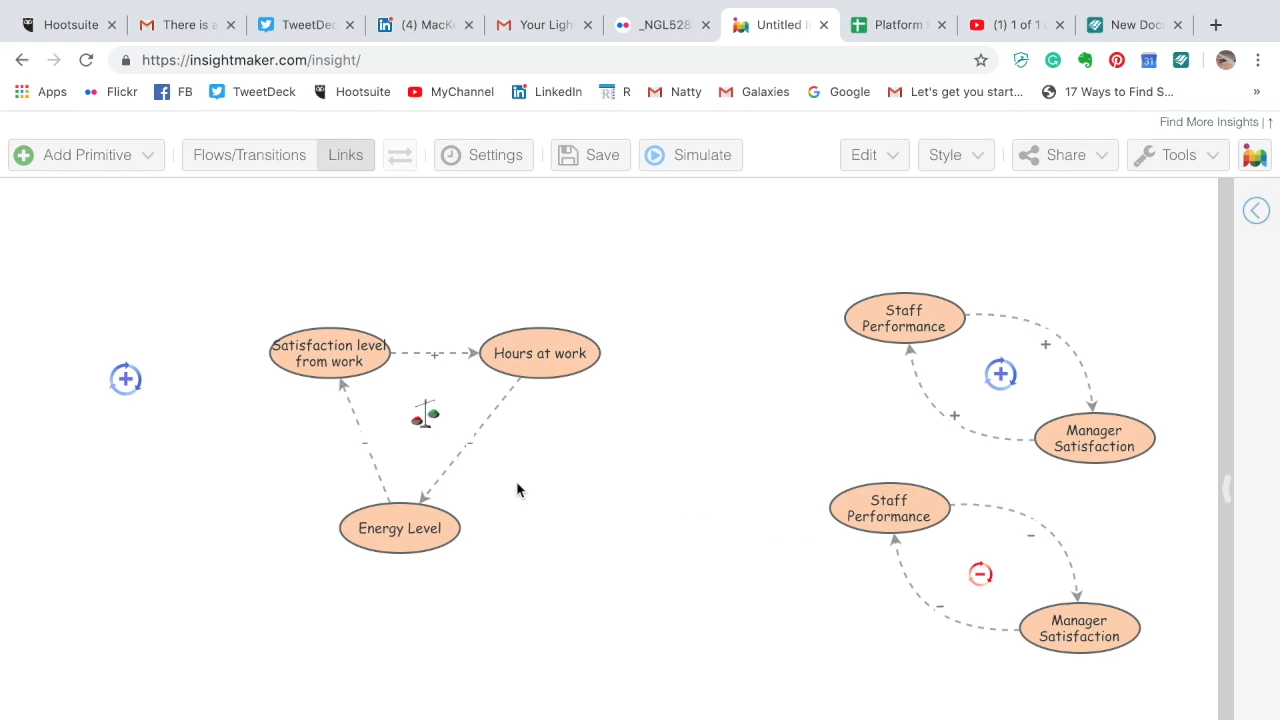 Hootsuite
There is a
TweetDec
(4) MacK
Your Ligh
_NGL528
Untitled I
Platform
(1) 1 of 1
New Docu
https://insightmaker.com/insight/
Apps
Flickr
FB
TweetDeck
Hootsuite
MyChannel
LinkedIn
R
Natty
Galaxies
Google
Let's get you start...
17 Ways to Find S...
»
Find More Insights | ↑
Add Primitive
Flows/Transitions
Links
Settings
Save
Simulate
Edit
Style
Share
Tools
Satisfaction level
from work
+
Hours at work
-
-
Energy Level
Staff
Performance
+
+
+
Manager
Satisfaction
Staff
Performance
-
-
-
Manager
Satisfaction
+